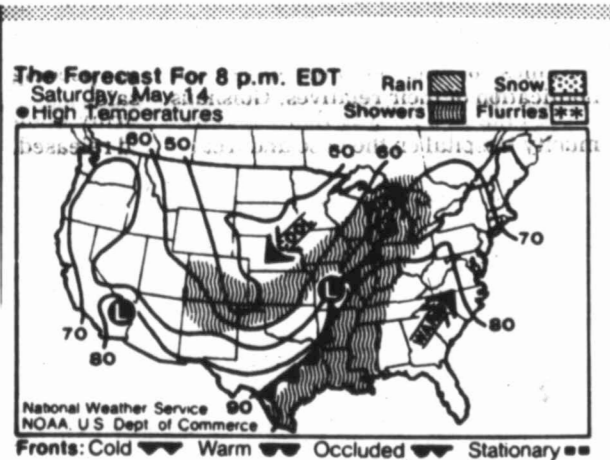 The Forecast For 8 p.m. EDT
Saturday, May 14
●High Temperatures
Rain Snow
Showers Flurries
60 50 60 60
70
L
L
70
80
80
WARM
National Weather Service 90
NOAA, U.S. Dept. of Commerce
Fronts: Cold Warm Occluded Stationary